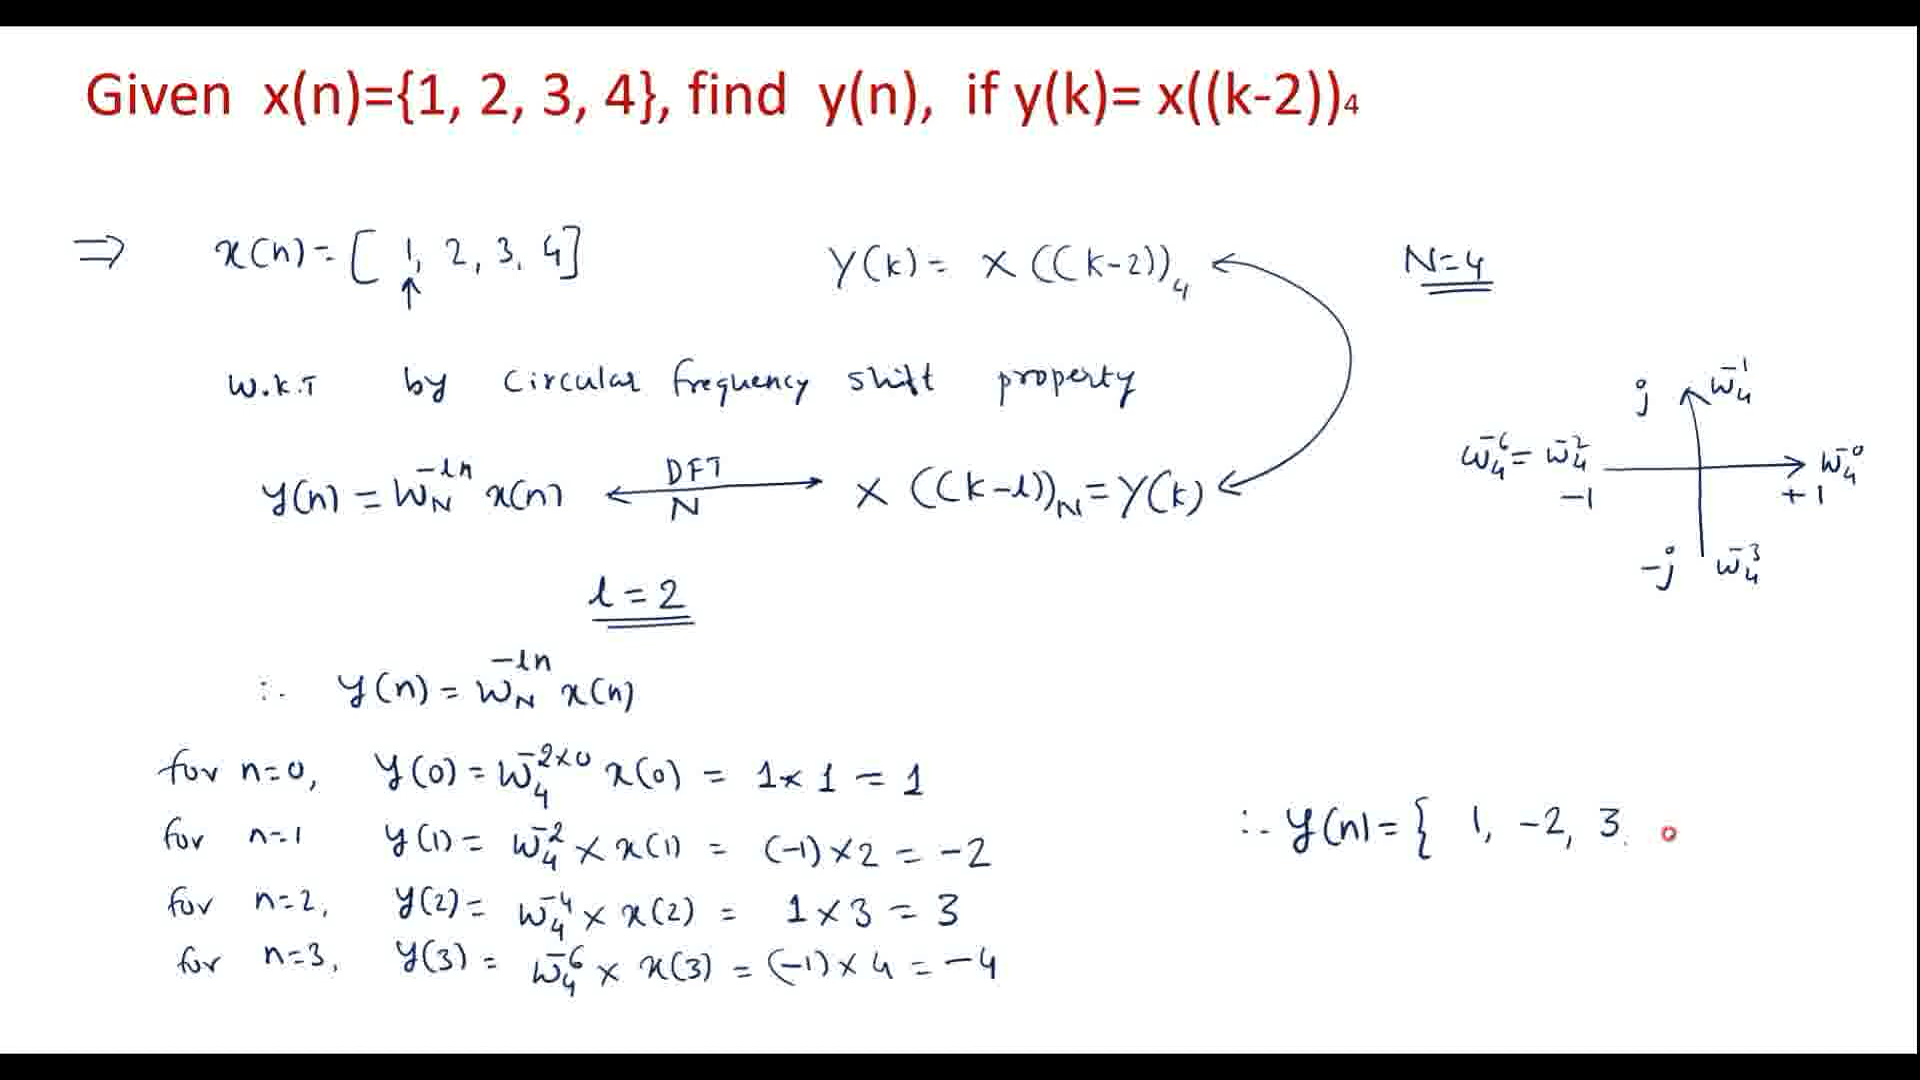 Given x(n)={1, 2, 3, 4}, find y(n), if y(k)= x((k-2))₄
⇒ x(n) = [ 1, 2, 3, 4] Y(k) = X((k-2))₄ N=4
↑
W.K.T by Circular frequency shift property
j W₄⁻¹
W₄⁻⁶ = W₄⁻² W₄⁻⁰
-1 +1
-j W₄⁻³
y(n) = W_N^{-ln} x(n) ←DFT N→ X((k-l))_N = Y(k)
l = 2
∴ y(n) = W_N^{-ln} x(n)
for n=0, y(0) = W₄^{-2×0} x(0) = 1×1 = 1
for n=1 y(1) = W₄⁻² × x(1) = (-1)×2 = -2
for n=2, y(2) = W₄⁻⁴ × x(2) = 1×3 = 3
for n=3, y(3) = W₄⁻⁶ × x(3) = (-1)×4 = -4
∴ y(n) = { 1, -2, 3.